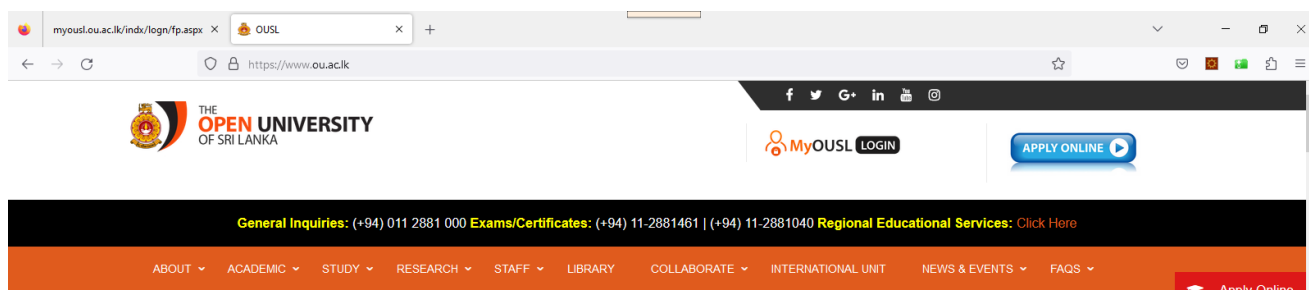 myousl.ou.ac.lk/indx/logn/fp.aspx
OUSL
https://www.ou.ac.lk
THE
OPEN UNIVERSITY
OF SRI LANKA
MyOUSL LOGIN
APPLY ONLINE
General Inquiries: (+94) 011 2881 000 Exams/Certificates: (+94) 11-2881461 | (+94) 11-2881040 Regional Educational Services: Click Here
ABOUT ACADEMIC STUDY RESEARCH STAFF LIBRARY COLLABORATE INTERNATIONAL UNIT NEWS & EVENTS FAQS
Apply Online